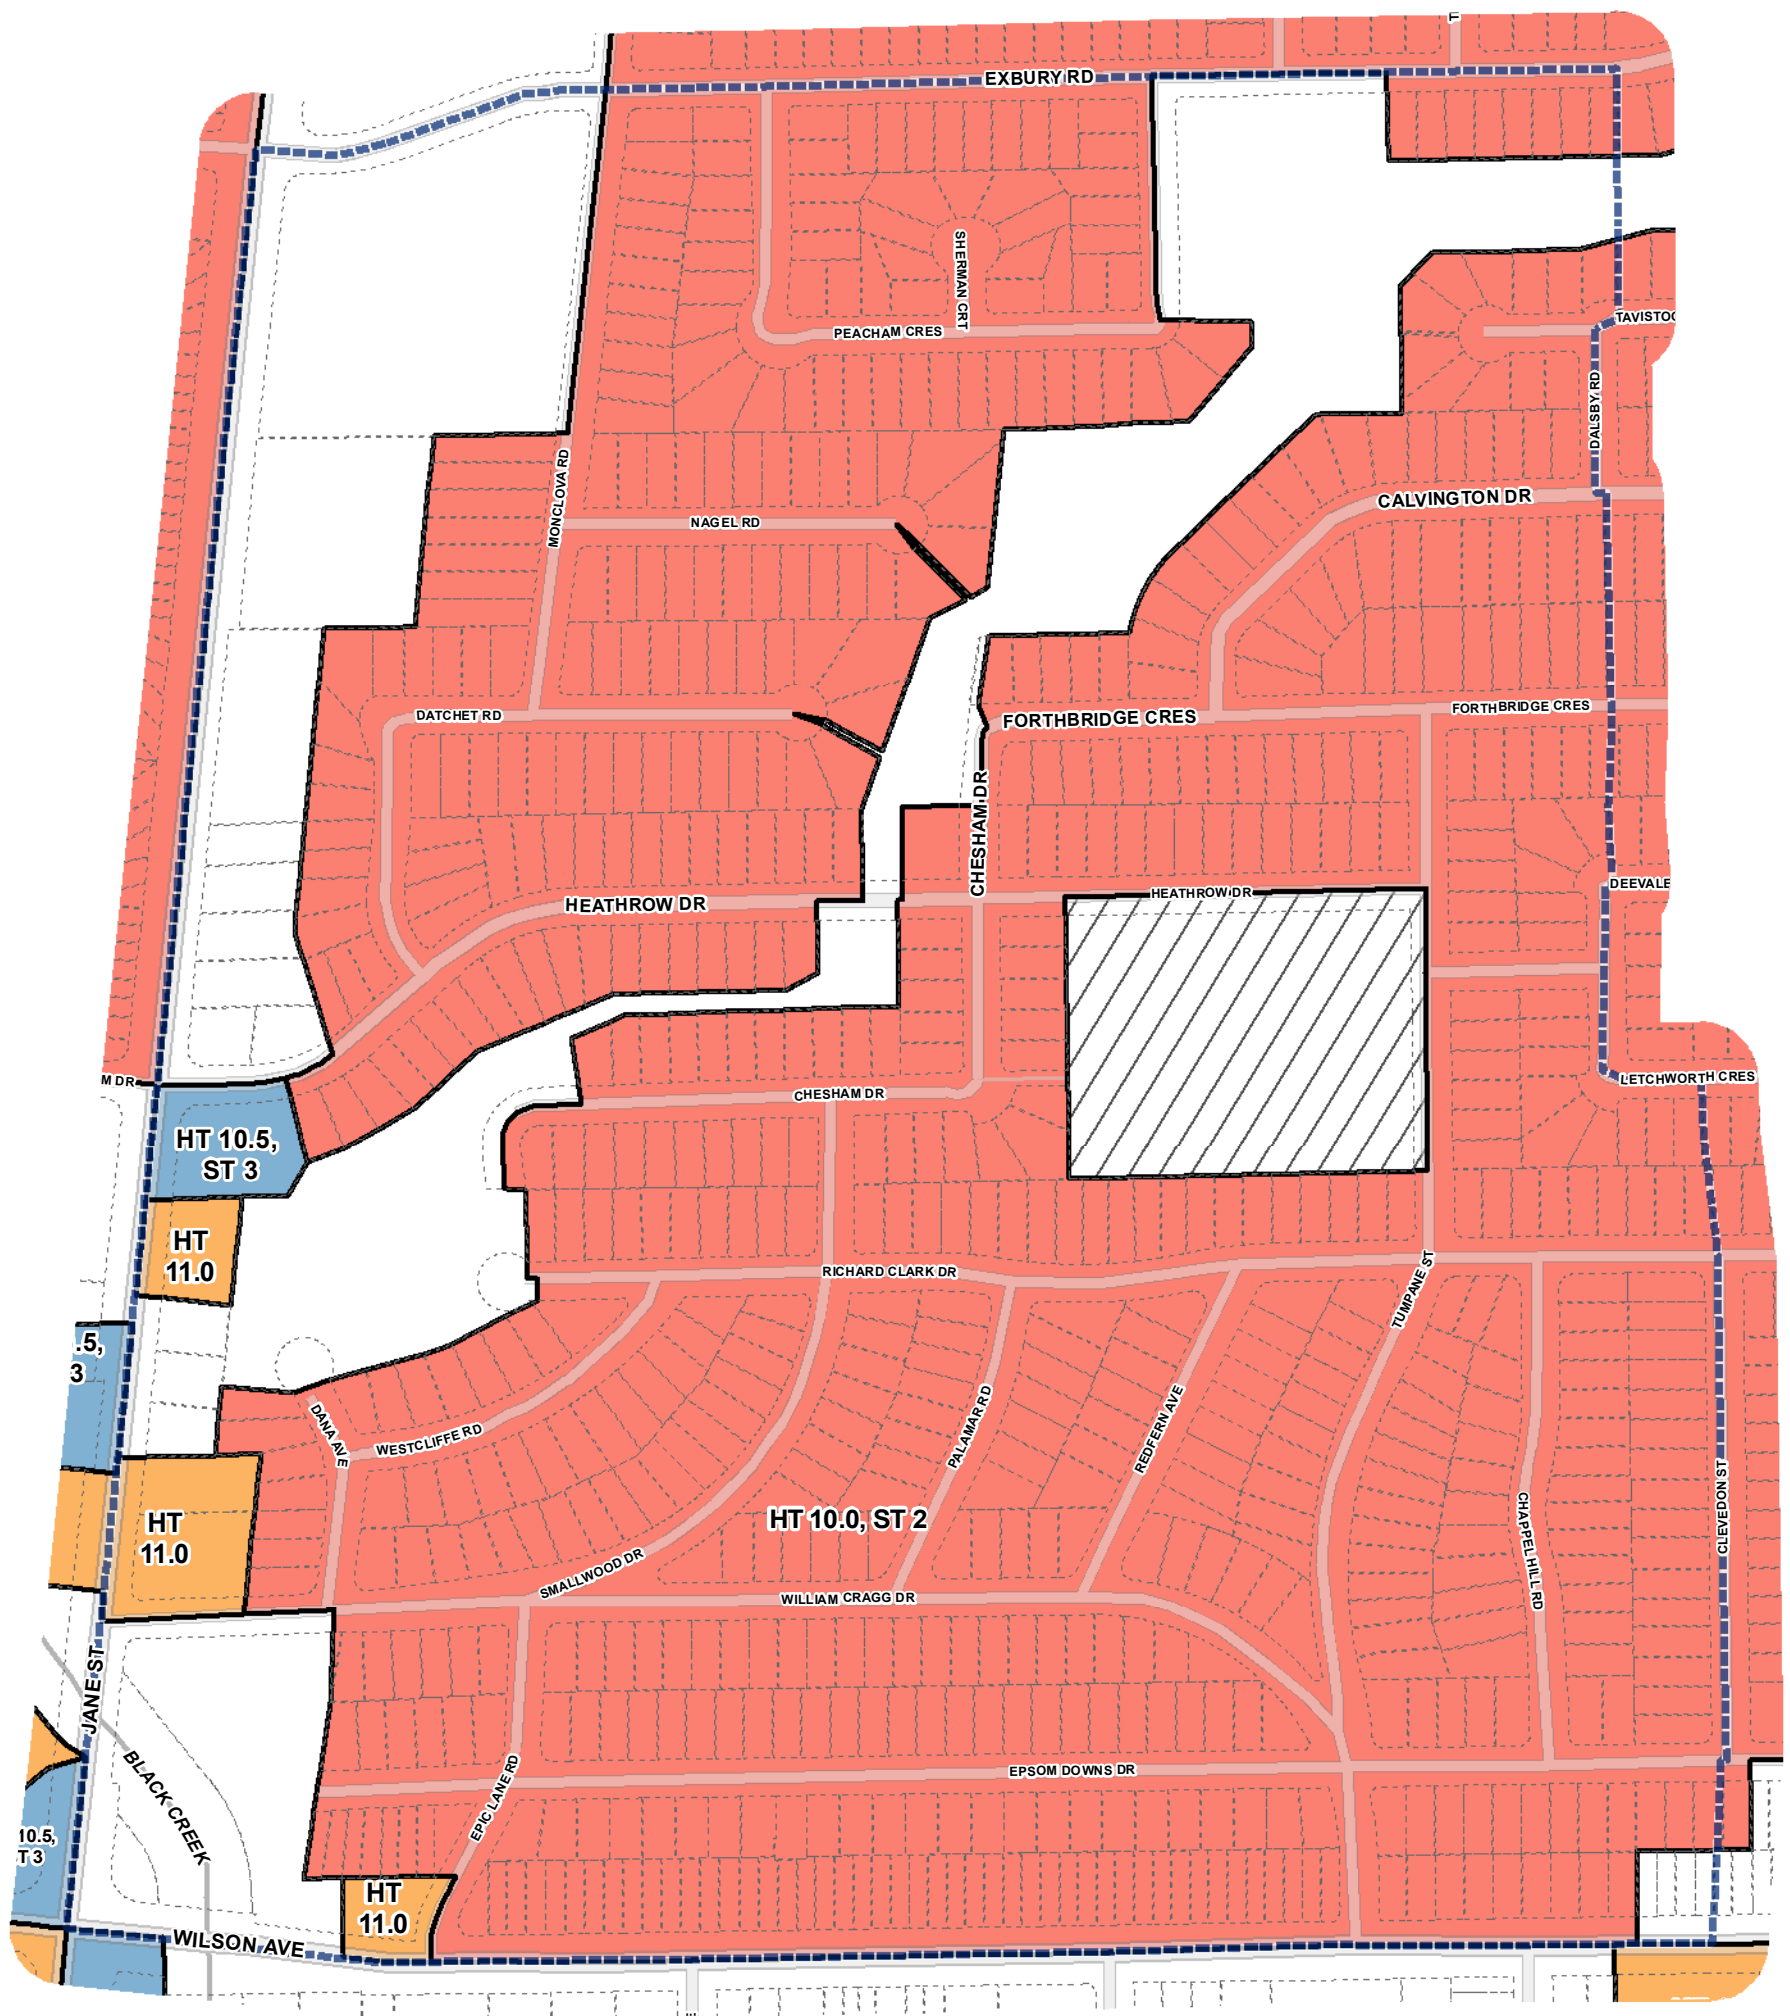 T
EXBURY RD
SHERMAN CRT
PEACHAM CRES
TAVISTOC
DALSBY RD
MONCLOVA RD
CALVINGTON DR
NAGEL RD
DATCHET RD
FORTHBRIDGE CRES
FORTHBRIDGE CRES
CHESHAM DR
DEEVALE
HEATHROW DR
HEATHROW DR
M DR
LETCHWORTH CRES
CHESHAM DR
HT 10.5,
ST 3
HT
11.0
RICHARD CLARK DR
TUMPANE ST
.5,
3
DANA AVE
WESTCLIFFE RD
PALAMAR RD
REDFERN AVE
CLEVEDON ST
CHAPPEL HILL RD
HT
11.0
HT 10.0, ST 2
SMALLWOOD DR
WILLIAM CRAGG DR
JANE ST
BLACK CREEK
EPIC LANE RD
EPSOM DOWNS DR
10.5,
T 3
HT
11.0
WILSON AVE